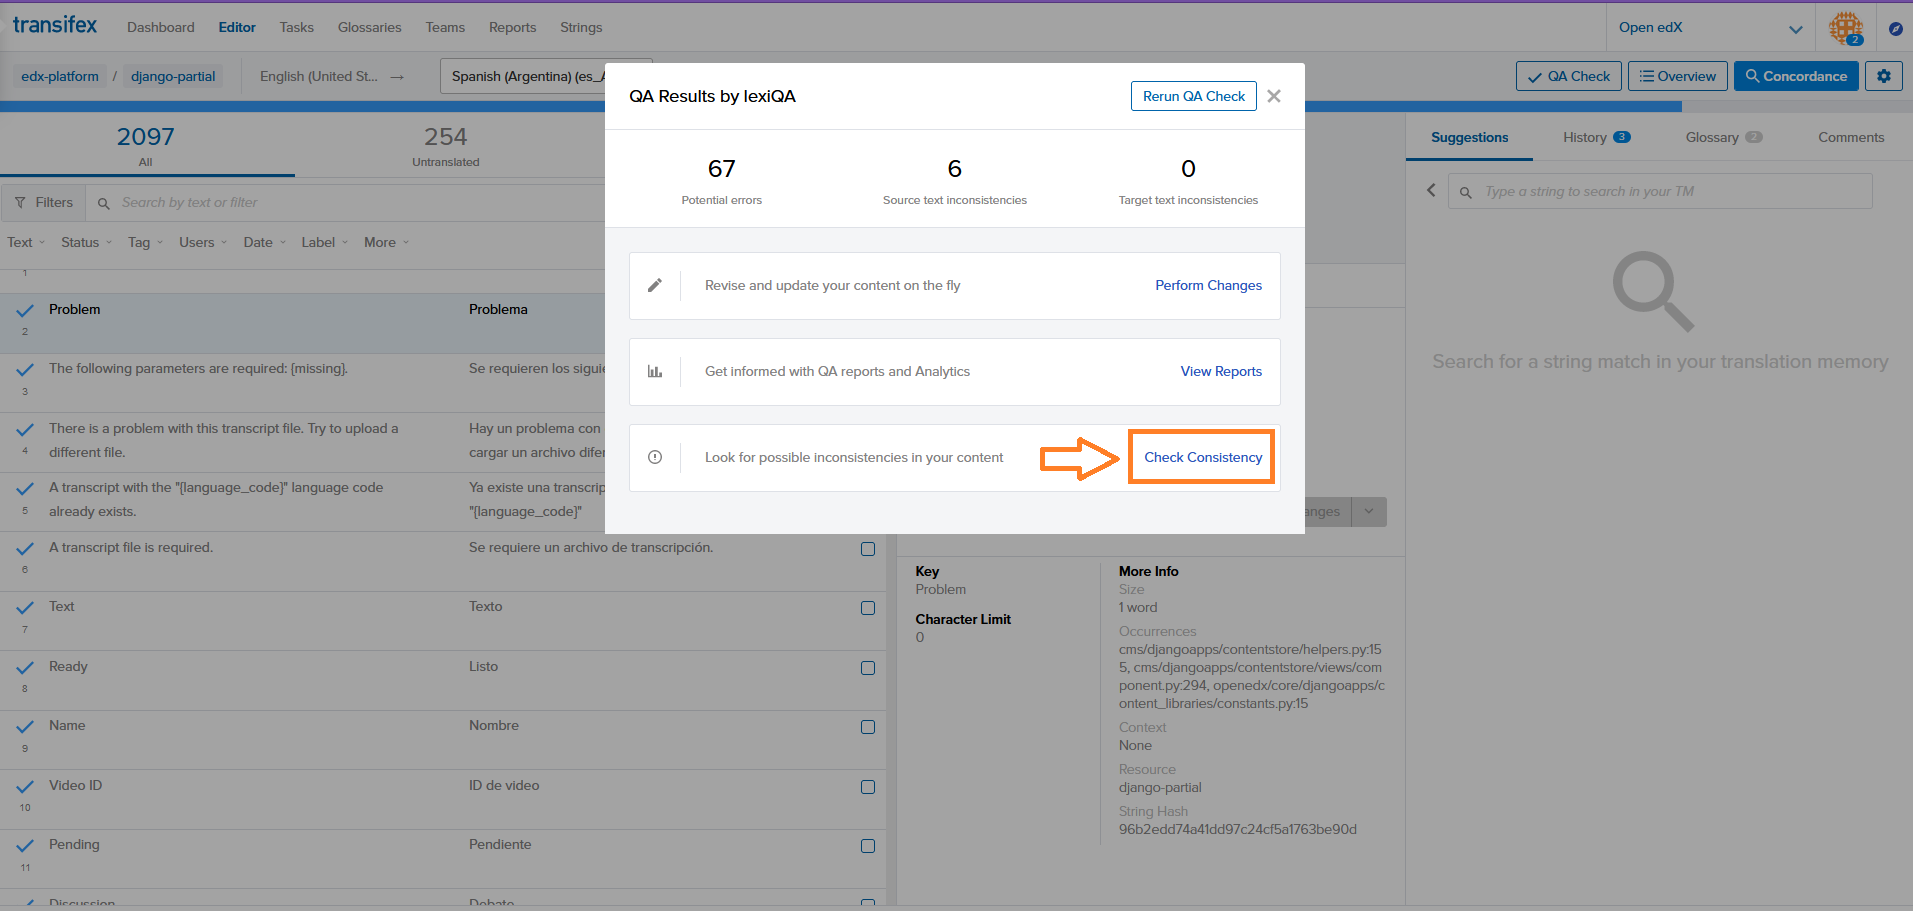 transifex
Dashboard
Editor
Tasks
Glossaries
Teams
Reports
Strings
Open edX
2
edx-platform / django-partial
English (United St... →
Spanish (Argentina) (es_A
QA Check
Overview
Concordance
2097
All
254
Untranslated
Filters
Search by text or filter
Text
Status
Tag
Users
Date
Label
More
1
Problem
Problema
2
The following parameters are required: {missing}.
Se requieren los siguie
3
There is a problem with this transcript file. Try to upload a
different file.
Hay un problema con
cargar un archivo difer
4
A transcript with the "{language_code}" language code
already exists.
Ya existe una transcrip
"{language_code}"
5
A transcript file is required.
Se requiere un archivo de transcripción.
6
Text
Texto
7
Ready
Listo
8
Name
Nombre
9
Video ID
ID de video
10
Pending
Pendiente
11
Discussion
Debate
QA Results by lexiQA
Rerun QA Check
67
Potential errors
6
Source text inconsistencies
0
Target text inconsistencies
Revise and update your content on the fly
Perform Changes
Get informed with QA reports and Analytics
View Reports
Look for possible inconsistencies in your content
Check Consistency
anges
Key
Problem
Character Limit
0
More Info
Size
1 word
Occurrences
cms/djangoapps/contentstore/helpers.py:15
5, cms/djangoapps/contentstore/views/com
ponent.py:294, openedx/core/djangoapps/c
ontent_libraries/constants.py:15
Context
None
Resource
django-partial
String Hash
96b2edd74a41dd97c24cf5a1763be90d
Suggestions
History 3
Glossary 2
Comments
Type a string to search in your TM
Search for a string match in your translation memory